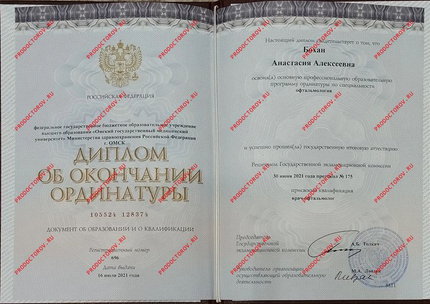 РОССИЙСКАЯ ФЕДЕРАЦИЯ
федеральное государственное бюджетное образовательное учреждение
высшего образования «Омский государственный медицинский
университет» Министерства здравоохранения Российской Федерации
г. ОМСК
ДИПЛОМ
ОБ ОКОНЧАНИИ
ОРДИНАТУРЫ
105524 128374
ДОКУМЕНТ ОБ ОБРАЗОВАНИИ И О КВАЛИФИКАЦИИ
Регистрационный номер
696
Дата выдачи
16 июля 2021 года
Настоящий диплом свидетельствует о том, что
Бохан
Анастасия Алексеевна
освоил(а) основную профессиональную образовательную
программу ординатуры по специальности
офтальмология
и успешно прошёл(ла) государственную итоговую аттестацию
Решением Государственной экзаменационной комиссии
30 июня 2021 года протокол № 175
присвоена квалификация
врач-офтальмолог
Председатель
Государственной
экзаменационной комиссии
Руководитель организации,
осуществляющей образовательную
деятельность
М.А. Ливзан
М.П.
PRODOCTOROV.RU